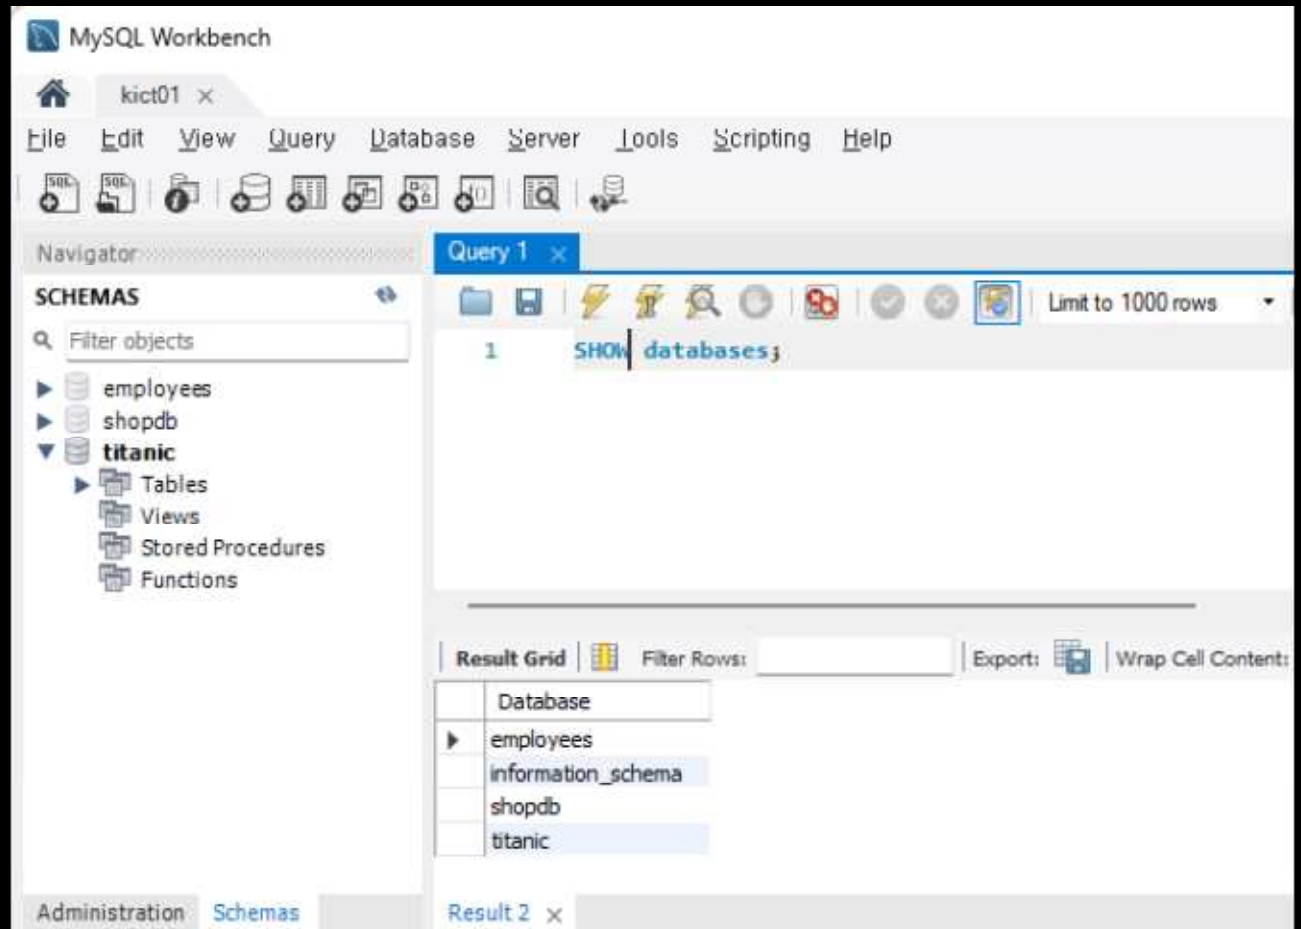 MySQL Workbench
kict01
File Edit View Query Database Server Tools Scripting Help
SQL SQL
Navigator
SCHEMAS
Filter objects
employees
shopdb
titanic
Tables
Views
Stored Procedures
Functions
Administration Schemas
Query 1
Limit to 1000 rows
1 SHOW databases;
Result Grid Filter Rows: Export: Wrap Cell Content:
Database
employees
information_schema
shopdb
titanic
Result 2